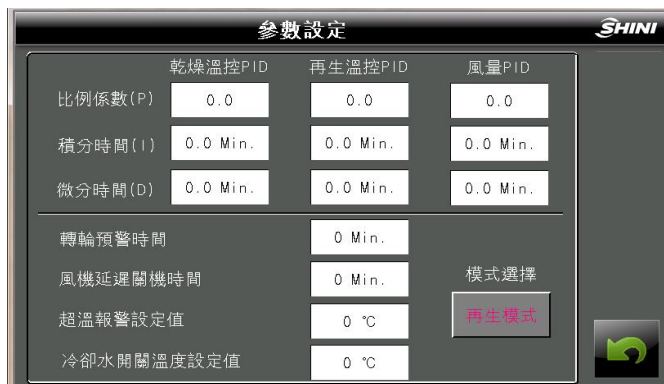 參數設定
SHINI
乾燥溫控PID 再生溫控PID 風量PID
比例係數(P) 0.0 0.0 0.0
積分時間(I) 0.0 Min. 0.0 Min. 0.0 Min.
微分時間(D) 0.0 Min. 0.0 Min. 0.0 Min.
轉輪預警時間 0 Min.
風機延遲關機時間 0 Min. 模式選擇
超溫報警設定值 0 ℃ 再生模式
冷卻水開關溫度設定值 0 ℃